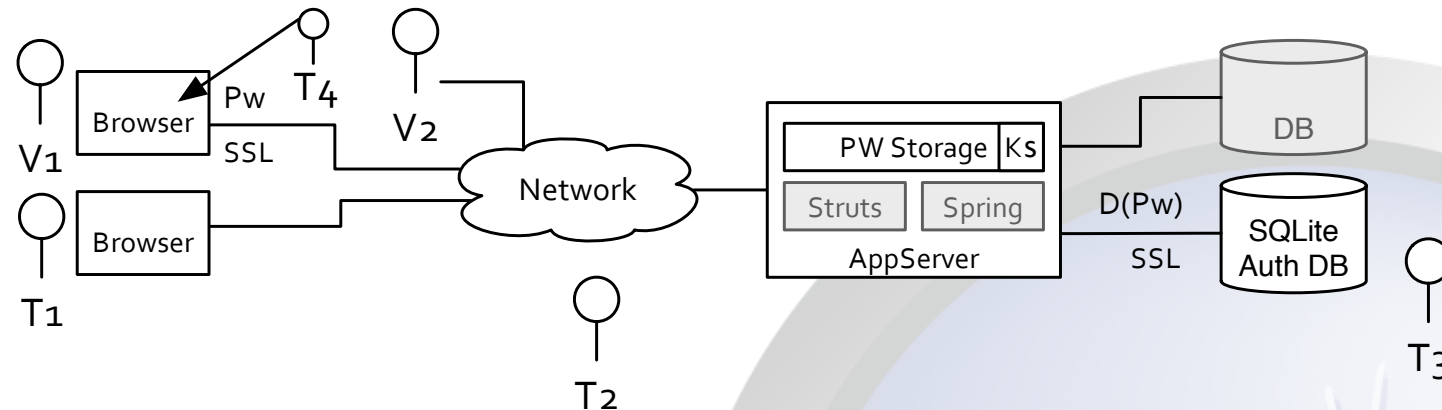 V1
Browser
Pw
SSL
T4
V2
T1
Browser
Network
T2
PW Storage
Ks
Struts
Spring
AppServer
DB
D(Pw)
SSL
SQLite
Auth DB
T3